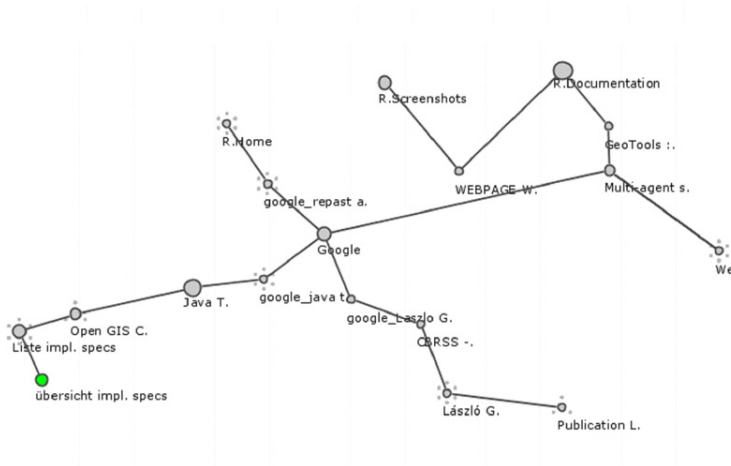 R.Screenshots
R.Documentation
R.Home
GeoTools :.
WEBPAGE W.
Multi-agent s.
google_repast a.
Google
We
google_java t.
Java T.
google_Laszlo G.
Open GIS C.
CBRSS -.
Liste impl. specs
übersicht impl. specs
László G.
Publication L.